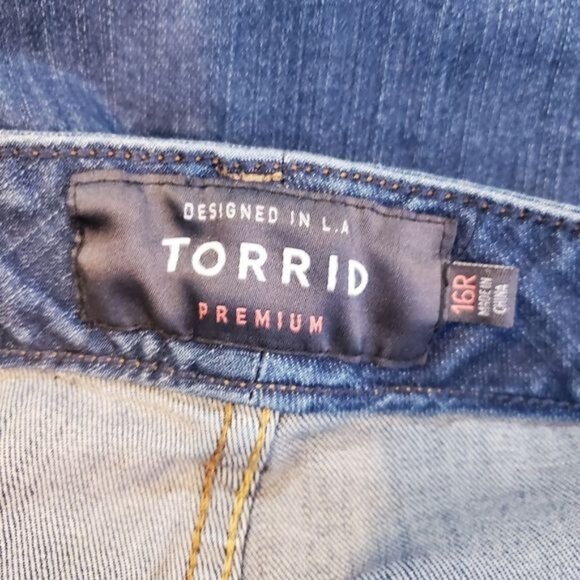 DESIGNED IN L.A
TORRID
PREMIUM
16R
MADE IN
CHINA